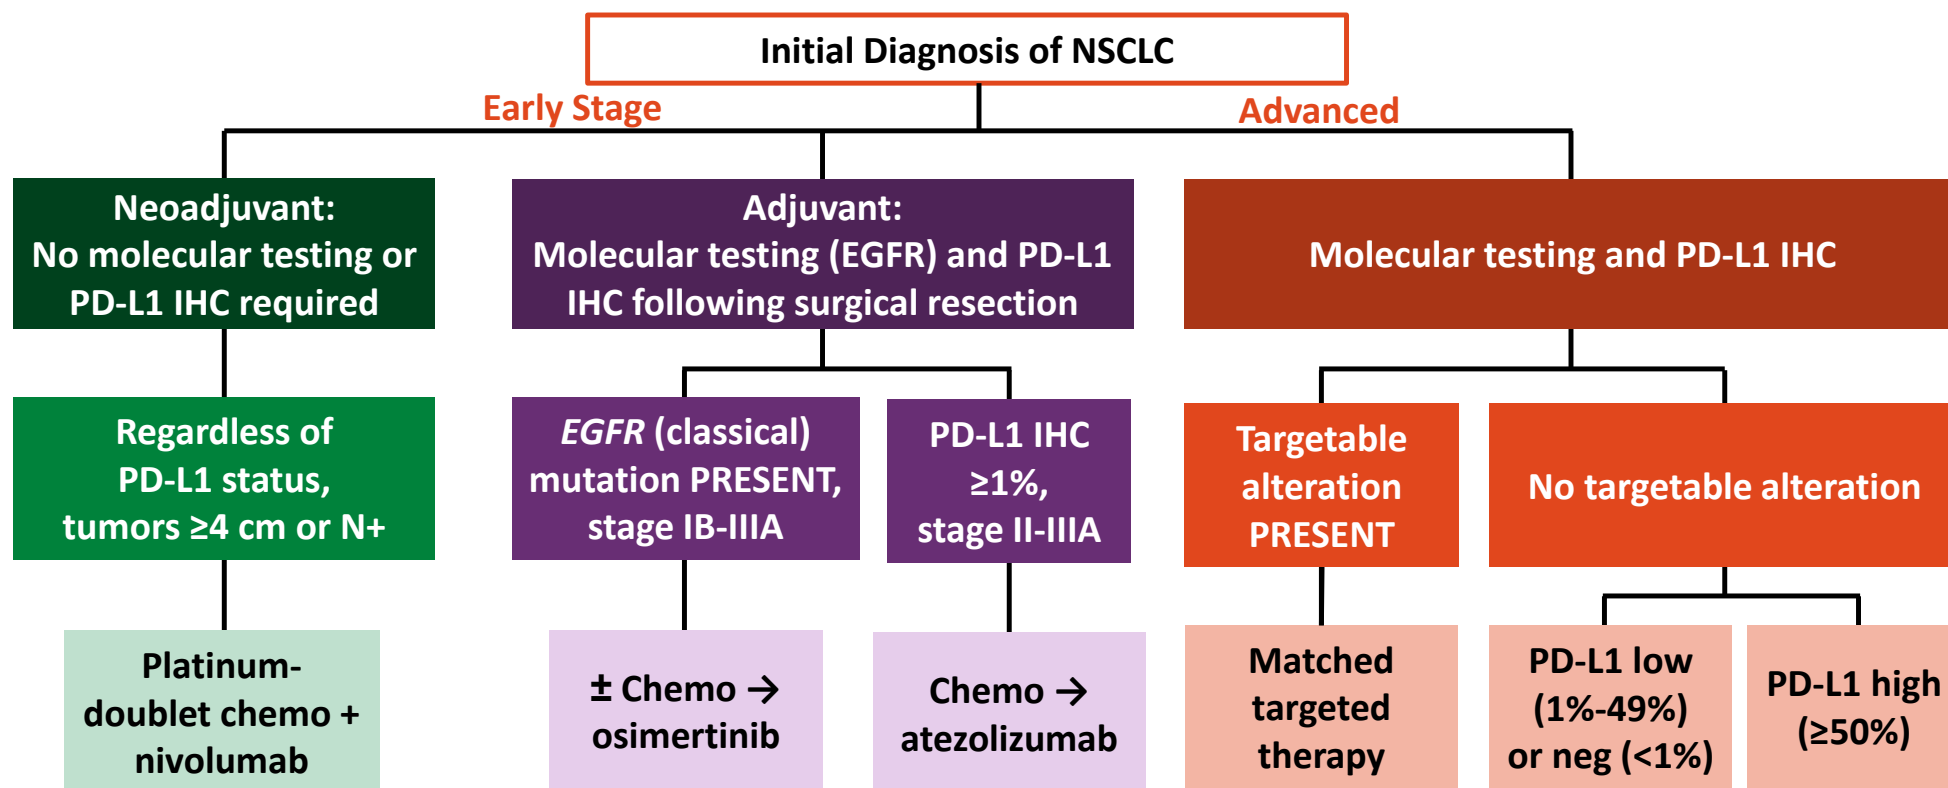 Initial Diagnosis of NSCLC
Early Stage
Advanced
Neoadjuvant:
No molecular testing or
PD-L1 IHC required
Adjuvant:
Molecular testing (EGFR) and PD-L1
IHC following surgical resection
Molecular testing and PD-L1 IHC
Regardless of
PD-L1 status,
tumors ≥4 cm or N+
EGFR (classical)
mutation PRESENT,
stage IB-IIIA
PD-L1 IHC
≥1%,
stage II-IIIA
Targetable
alteration
PRESENT
No targetable alteration
Platinum-
doublet chemo +
nivolumab
± Chemo →
osimertinib
Chemo →
atezolizumab
Matched
targeted
therapy
PD-L1 low
(1%-49%)
or neg (<1%)
PD-L1 high
(≥50%)